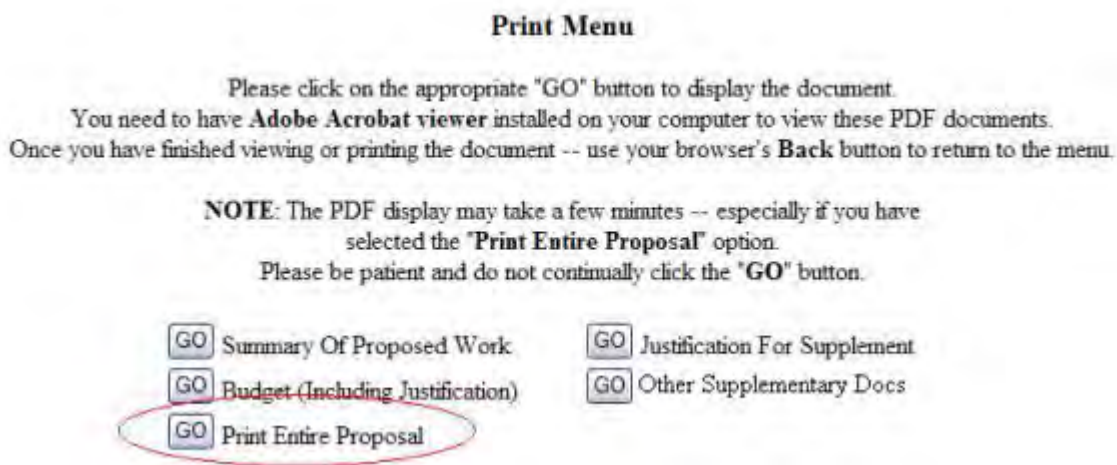 Print Menu
Please click on the appropriate "GO" button to display the document.
You need to have Adobe Acrobat viewer installed on your computer to view these PDF documents.
Once you have finished viewing or printing the document -- use your browser's Back button to return to the menu.
NOTE: The PDF display may take a few minutes -- especially if you have
selected the "Print Entire Proposal" option.
Please be patient and do not continually click the "GO" button.
GO Summary Of Proposed Work GO Justification For Supplement
GO Budget (Including Justification) GO Other Supplementary Docs
GO Print Entire Proposal